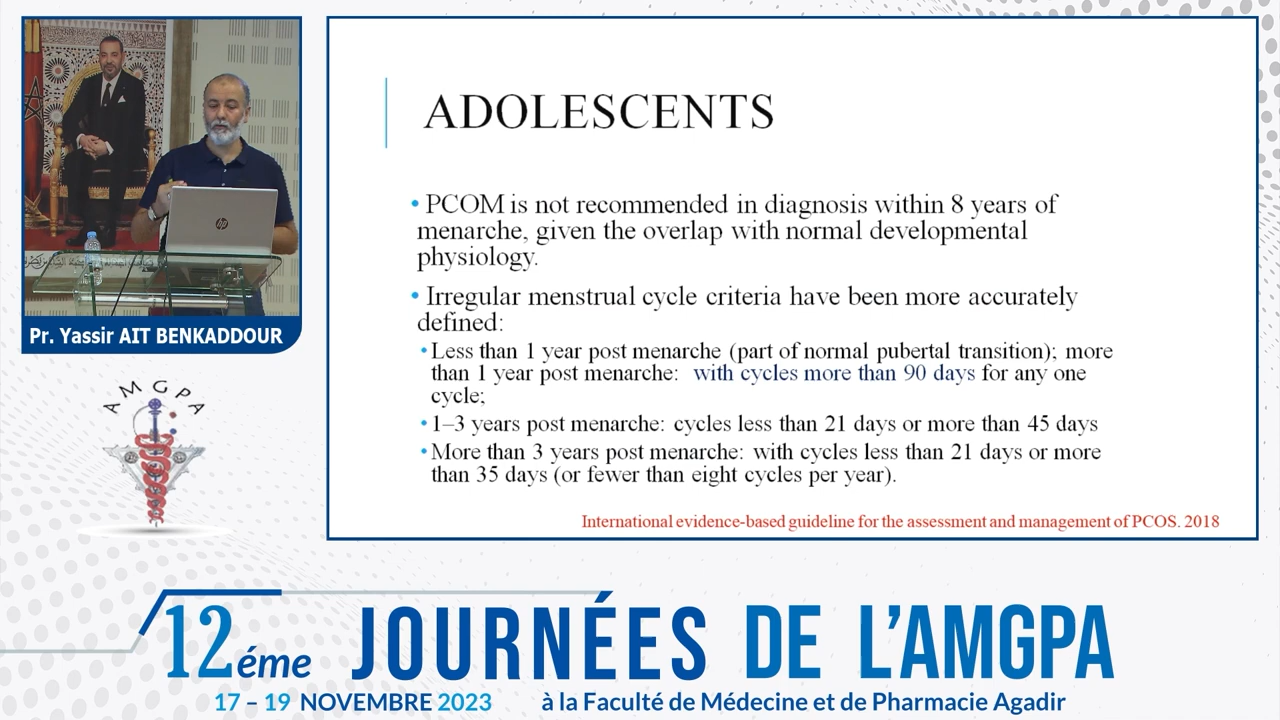 Pr. Yassir AIT BENKADDOUR
AMGPA
hp
ADOLESCENTS
• PCOM is not recommended in diagnosis within 8 years of
menarche, given the overlap with normal developmental
physiology.
• Irregular menstrual cycle criteria have been more accurately
defined:
• Less than 1 year post menarche (part of normal pubertal transition); more
than 1 year post menarche: with cycles more than 90 days for any one
cycle;
• 1–3 years post menarche: cycles less than 21 days or more than 45 days
• More than 3 years post menarche: with cycles less than 21 days or more
than 35 days (or fewer than eight cycles per year).
International evidence-based guideline for the assessment and management of PCOS. 2018
12éme JOURNÉES DE L'AMGPA
17 – 19 NOVEMBRE 2023 à la Faculté de Médecine et de Pharmacie Agadir